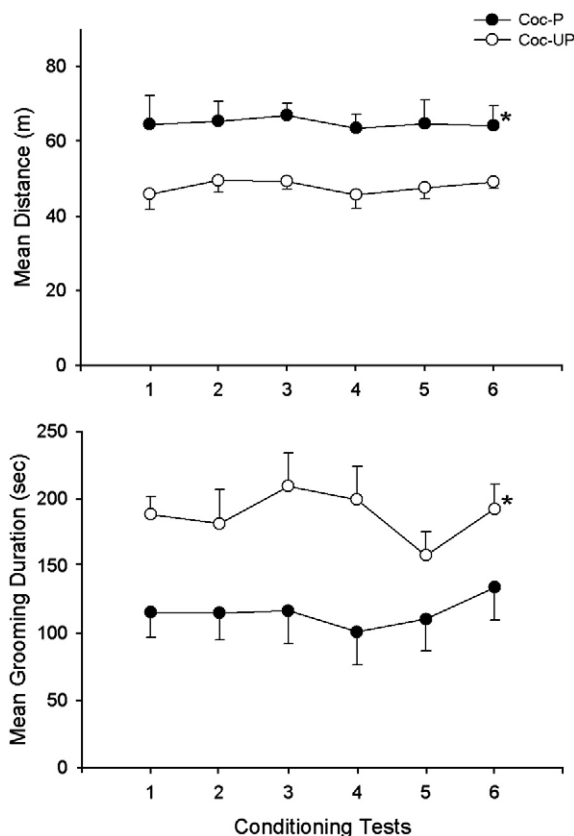 Coc-P
Coc-UP
80
60
40
20
0
Mean Distance (m)
*
1 2 3 4 5 6
250
200
150
100
50
0
Mean Grooming Duration (sec)
*
1 2 3 4 5 6
Conditioning Tests